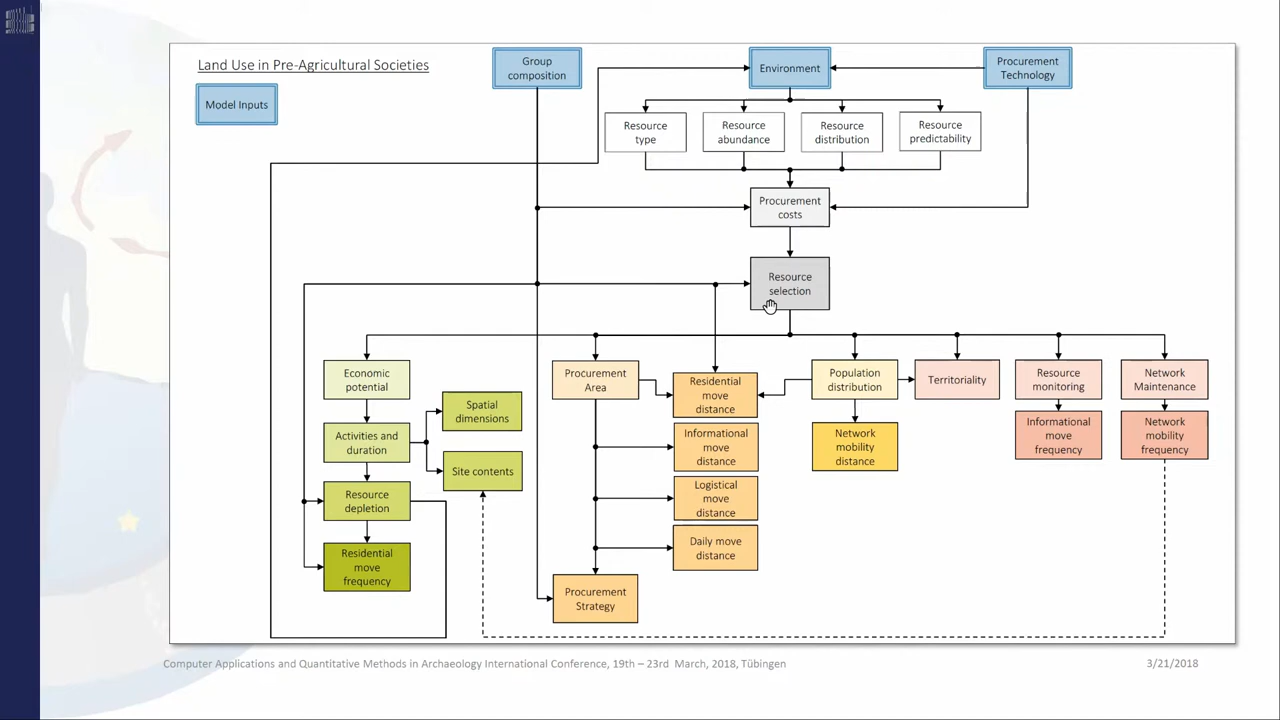 Land Use in Pre-Agricultural Societies
Model Inputs
Group
composition
Environment
Procurement
Technology
Resource
type
Resource
abundance
Resource
distribution
Resource
predictability
Procurement
costs
Resource
selection
Economic
potential
Procurement
Area
Residential
move
distance
Population
distribution
Territoriality
Resource
monitoring
Network
Maintenance
Activities and
duration
Spatial
dimensions
Site contents
Informational
move
distance
Network
mobility
distance
Informational
move
frequency
Network
mobility
frequency
Resource
depletion
Logistical
move
distance
Residential
move
frequency
Daily move
distance
Procurement
Strategy
Computer Applications and Quantitative Methods in Archaeology International Conference, 19th – 23rd March, 2018, Tübingen
3/21/2018